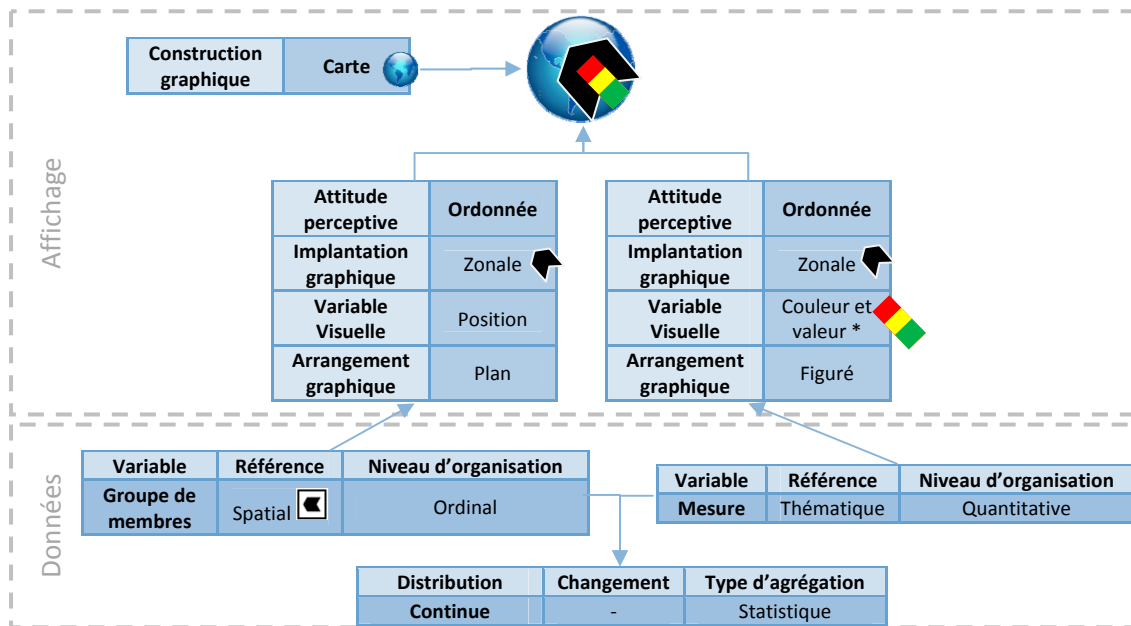 Affichage
Construction
graphique
Carte
Attitude
perceptive
Ordonnée
Implantation
graphique
Zonale
Variable
Visuelle
Position
Arrangement
graphique
Plan
Attitude
perceptive
Ordonnée
Implantation
graphique
Zonale
Variable
Visuelle
Couleur et
valeur *
Arrangement
graphique
Figuré
Données
Variable Référence Niveau d'organisation
Groupe de
membres
Spatial
Ordinal
Variable Référence Niveau d'organisation
Mesure Thématique Quantitative
Distribution Changement Type d'agrégation
Continue - Statistique